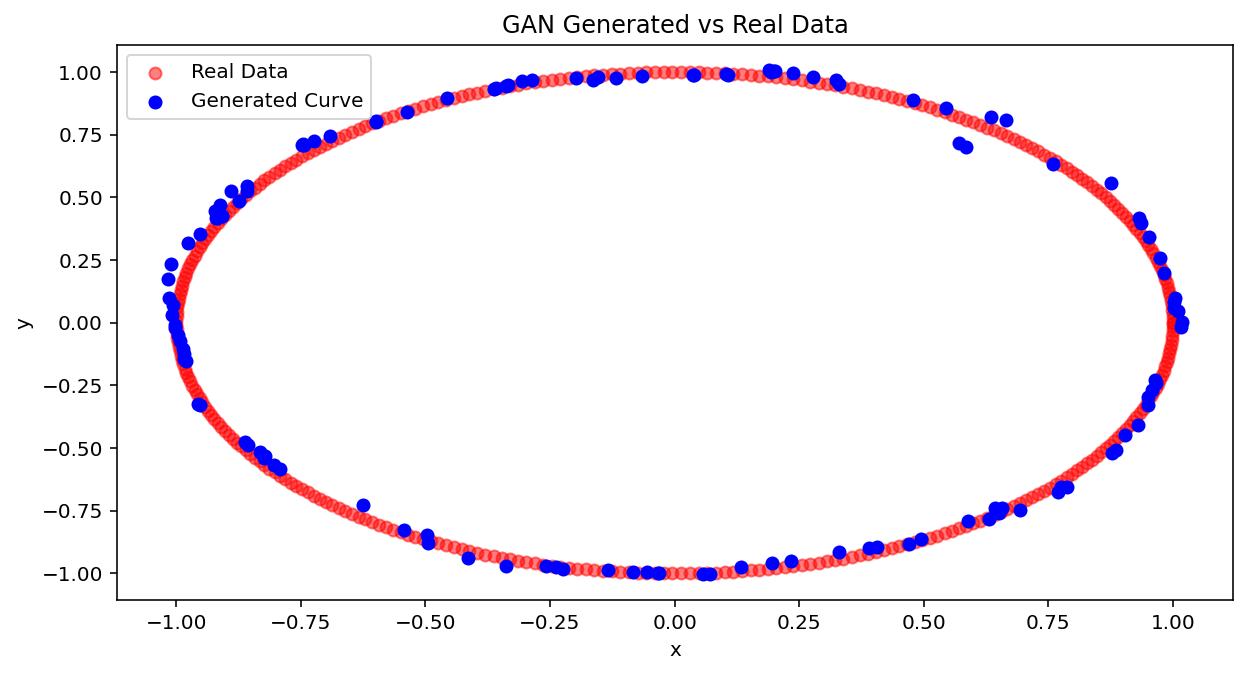 GAN Generated vs Real Data
Real Data
Generated Curve
1.00
0.75
0.50
0.25
0.00
−0.25
−0.50
−0.75
−1.00
y
−1.00 −0.75 −0.50 −0.25 0.00 0.25 0.50 0.75 1.00
x